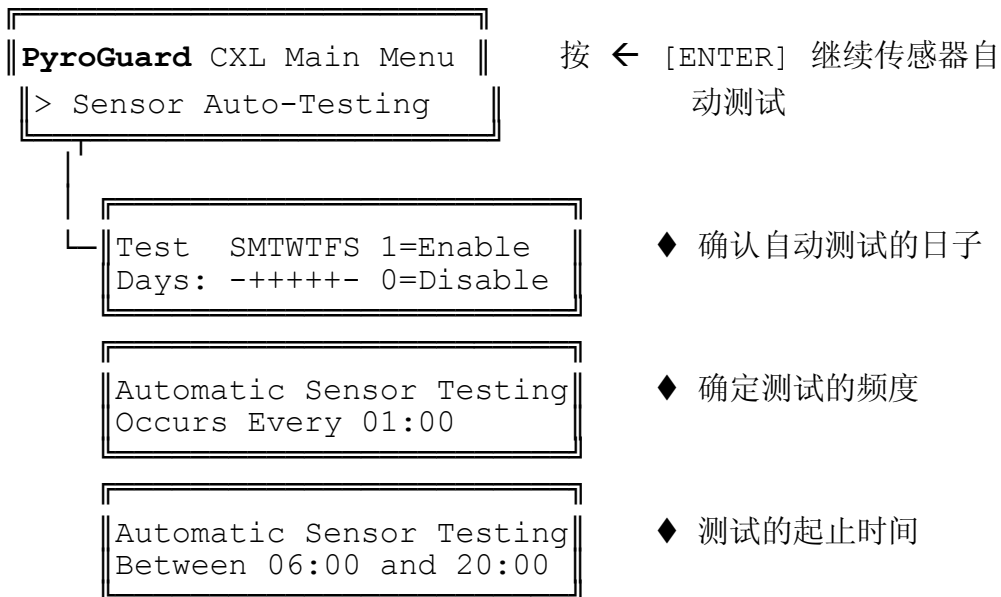 PyroGuard CXL Main Menu
按 ← [ENTER] 继续传感器自
> Sensor Auto-Testing
动测试
Test SMTWTFS 1=Enable
♦ 确认自动测试的日子
Days: -+++++- 0=Disable
Automatic Sensor Testing
♦ 确定测试的频度
Occurs Every 01:00
Automatic Sensor Testing
♦ 测试的起止时间
Between 06:00 and 20:00